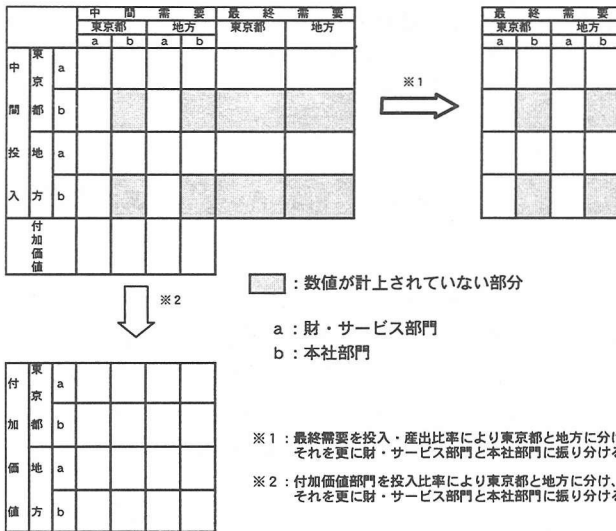 中 間 需 要 最 終 需 要
東京都 地方 東京都 地方
a b a b
中間投入
東京都
a
b
地方
a
b
付加価値
※1
最 終 需 要
東京都 地方
a b a b
※2
:数値が計上されていない部分
a:財・サービス部門
b:本社部門
付加価値
東京都
a
b
地方
a
b
※1:最終需要を投入・産出比率により東京都と地方に分け
それを更に財・サービス部門と本社部門に振り分ける
※2:付加価値部門を投入比率により東京都と地方に分け、
それを更に財・サービス部門と本社部門に振り分ける